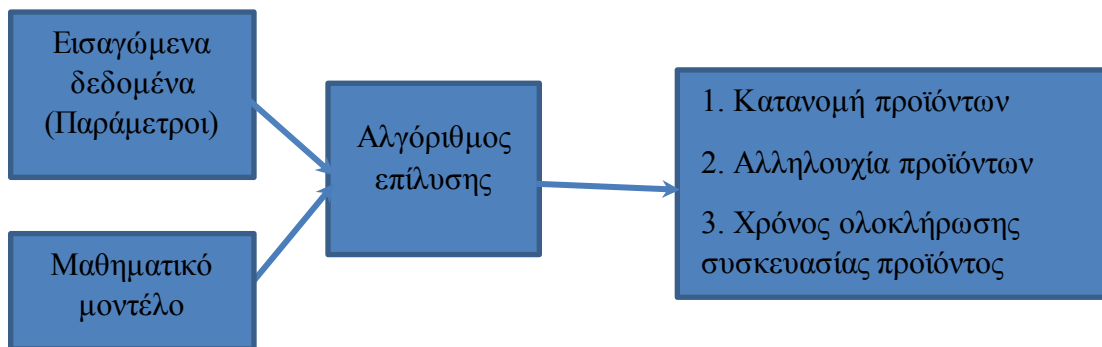 Εισαγώμενα
δεδομένα
(Παράμετροι)
Μαθηματικό
μοντέλο
Αλγόριθμος
επίλυσης
1. Κατανομή προϊόντων
2. Αλληλουχία προϊόντων
3. Χρόνος ολοκλήρωσης
συσκευασίας προϊόντος